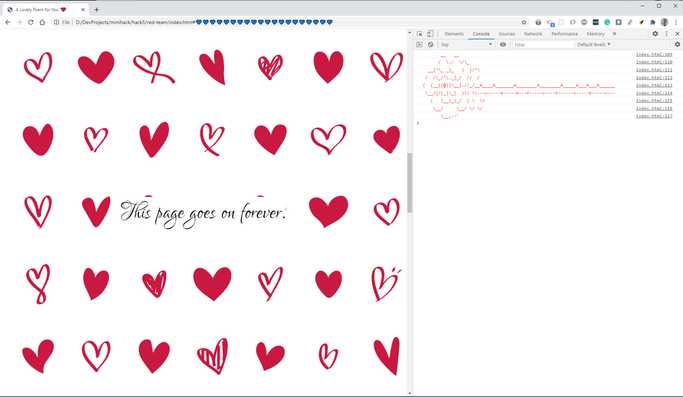 A Lovely Poem for You
File | D:/DevProjects/minihack/hack5/red-team/index.html#
Elements Console Sources Network Performance Memory
top Filter Default levels
index.html:109
index.html:110
index.html:111
index.html:112
index.html:113
index.html:114
index.html:115
index.html:116
index.html:117
This page goes on forever.